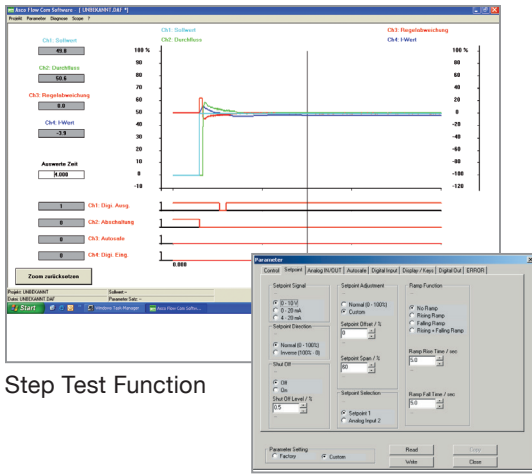 Asco Flow Com Software - [ UNBEKANNT.DAF *]
Projekt Parameter Diagnose Scope ?
Ch1: Sollwert
49.8
Ch2: Durchfluss
50.6
Ch3: Regelabweichung
0.0
Ch4: I-Wert
-3.9
Auswerte Zeit
4.000
Ch1: Sollwert
Ch2: Durchfluss
Ch3: Regelabweichung
Ch4: I-Wert
100 %
90
80
70
60
50
40
30
20
10
0
-10
100 %
80
60
40
20
0
-20
-40
-60
-80
-100
-120
1 Ch1: Digi. Ausg.
0 Ch2: Abschaltung
0 Ch3: Autosafe
0 Ch4: Digi. Eing.
1
1
1
1
0.000
Zoom zurücksetzen
Projekt: UNBEKANNT Sollwert --
Datei: UNBEKANNT.DAF Parameter-Satz: --
Start Windows Task-Manager Asco Flow Com Softw...
Step Test Function
Parameter
Control Setpoint Analog IN/OUT Autosafe Digital Input Display / Keys Digital Out ERROR
Setpoint Signal
0 - 10 V
0 - 20 mA
4 - 20 mA
Setpoint Direction
Normal (0 - 100%)
Inverse (100% - 0)
Shut Off
Off
On
Shut Off Level / %
0.5
Setpoint Adjustment
Normal (0 - 100%)
Custom
Setpoint Offset / %
0
Setpoint Span / %
60
Setpoint Selection
Setpoint 1
Analog Input 2
Ramp Function
No Ramp
Rising Ramp
Falling Ramp
Rising + Falling Ramp
Ramp Rise Time / sec
5.0
Ramp Fall Time / sec
5.0
Parameter Setting
Factory Custom
Read
Copy
Write
Close